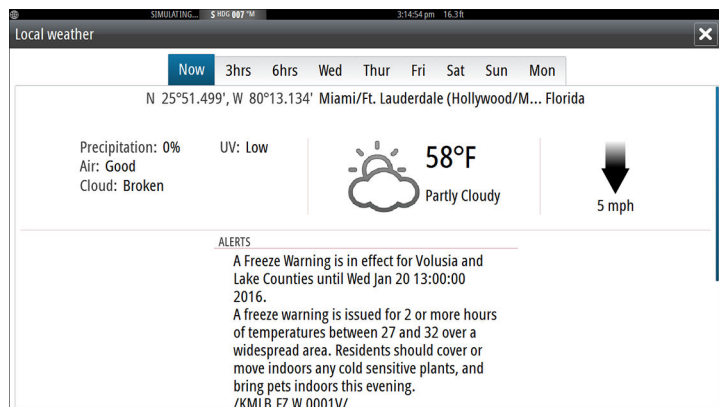 SIMULATING... S HDG 007 °M 3:14:54 pm 16.3 ft
Local weather
Now 3hrs 6hrs Wed Thur Fri Sat Sun Mon
N 25°51.499', W 80°13.134' Miami/Ft. Lauderdale (Hollywood/M... Florida
Precipitation: 0% UV: Low
Air: Good
Cloud: Broken
58°F
Partly Cloudy
5 mph
ALERTS
A Freeze Warning is in effect for Volusia and
Lake Counties until Wed Jan 20 13:00:00
2016.
A freeze warning is issued for 2 or more hours
of temperatures between 27 and 32 over a
widespread area. Residents should cover or
move indoors any cold sensitive plants, and
bring pets indoors this evening.
/KMLB.FZ.W.0001V/